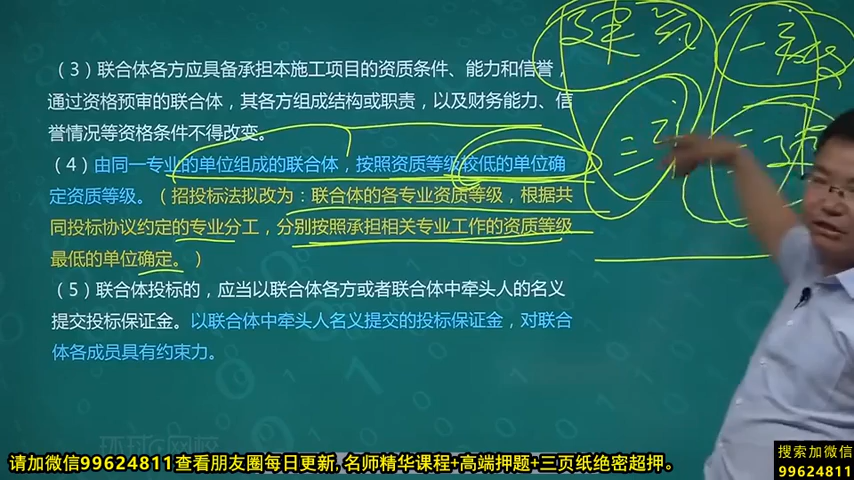 （3）联合体各方应具备承担本施工项目的资质条件、能力和信誉，
通过资格预审的联合体，其各方组成结构或职责，以及财务能力、信
誉情况等资格条件不得改变。
（4）由同一专业的单位组成的联合体，按照资质等级较低的单位确
定资质等级。（招投标法拟改为：联合体的各专业资质等级，根据共
同投标协议约定的专业分工，分别按照承担相关专业工作的资质等级
最低的单位确定。）
（5）联合体投标的，应当以联合体各方或者联合体中牵头人的名义
提交投标保证金。以联合体中牵头人名义提交的投标保证金，对联合
体各成员具有约束力。
建筑
环球网校
请加微信99624811查看朋友圈每日更新,名师精华课程+高端押题+三页纸绝密超押。
搜索加微信
99624811